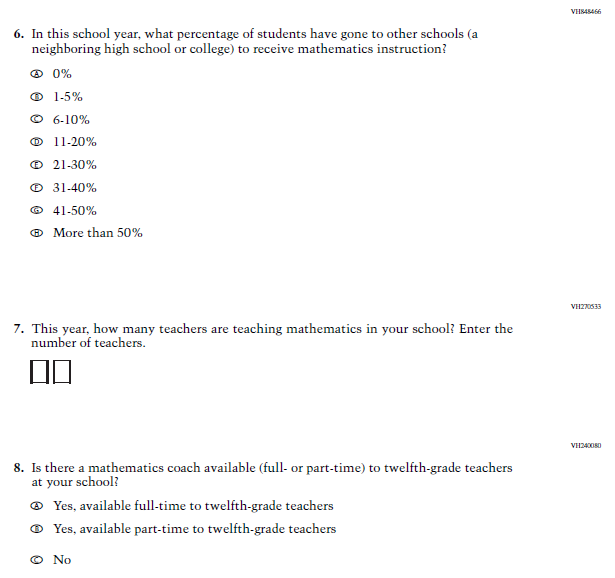 VH848466
6. In this school year, what percentage of students have gone to other schools (a
neighboring high school or college) to receive mathematics instruction?
A 0%
B 1-5%
C 6-10%
D 11-20%
E 21-30%
F 31-40%
G 41-50%
H More than 50%
VH270533
7. This year, how many teachers are teaching mathematics in your school? Enter the
number of teachers.
VH240080
8. Is there a mathematics coach available (full- or part-time) to twelfth-grade teachers
at your school?
A Yes, available full-time to twelfth-grade teachers
B Yes, available part-time to twelfth-grade teachers
C No